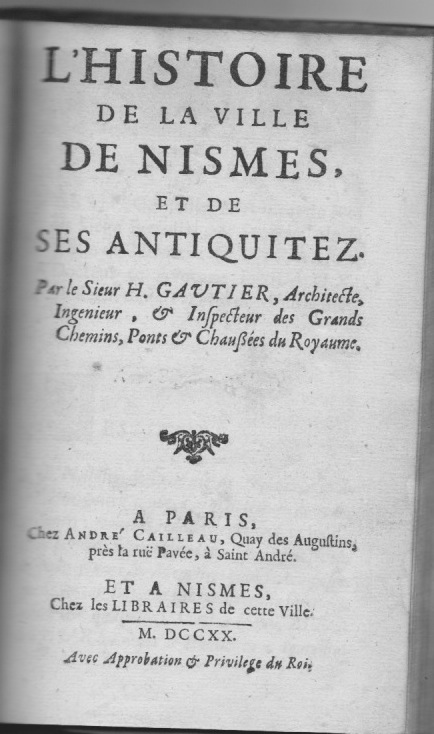 L'HISTOIRE
DE LA VILLE
DE NISMES,
ET DE
SES ANTIQUITEZ.
Par le Sieur H. GAUTIER, Architecte,
Ingenieur, & Inſpecteur des Grands
Chemins, Ponts & Chauſſées du Royaume.
A PARIS,
Chez ANDRE' CAILLEAU, Quay des Auguſtins,
près la ruë Pavée, à Saint André.
ET A NISMES,
Chez les LIBRAIRES de cette Ville.
M. DCCXX.
Avec Approbation & Privilege du Roi.